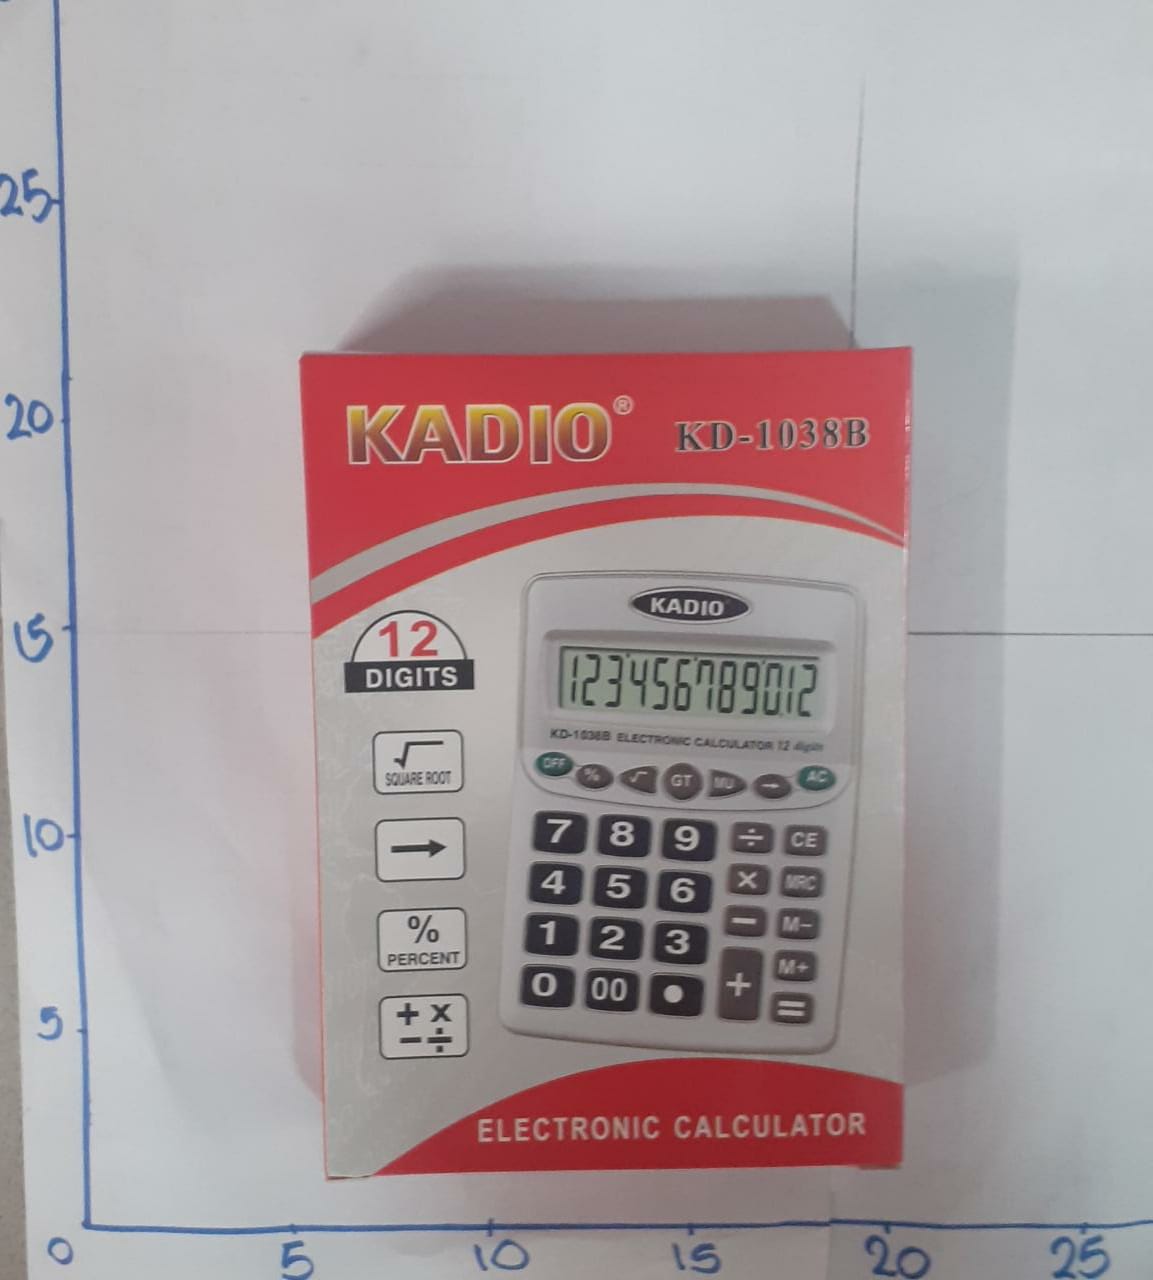 25
20
15
10
5
0
5
10
15
20
25
KADIO®
KD-1038B
12
DIGITS
√
SQUARE ROOT
→
%
PERCENT
+ ×
− ÷
KADIO
123456789012
KD-1038B ELECTRONIC CALCULATOR 12 digits
OFF % √ GT MU → AC
7 8 9 ÷ CE
4 5 6 × MRC
1 2 3 − M−
0 00 • + M+
=
ELECTRONIC CALCULATOR